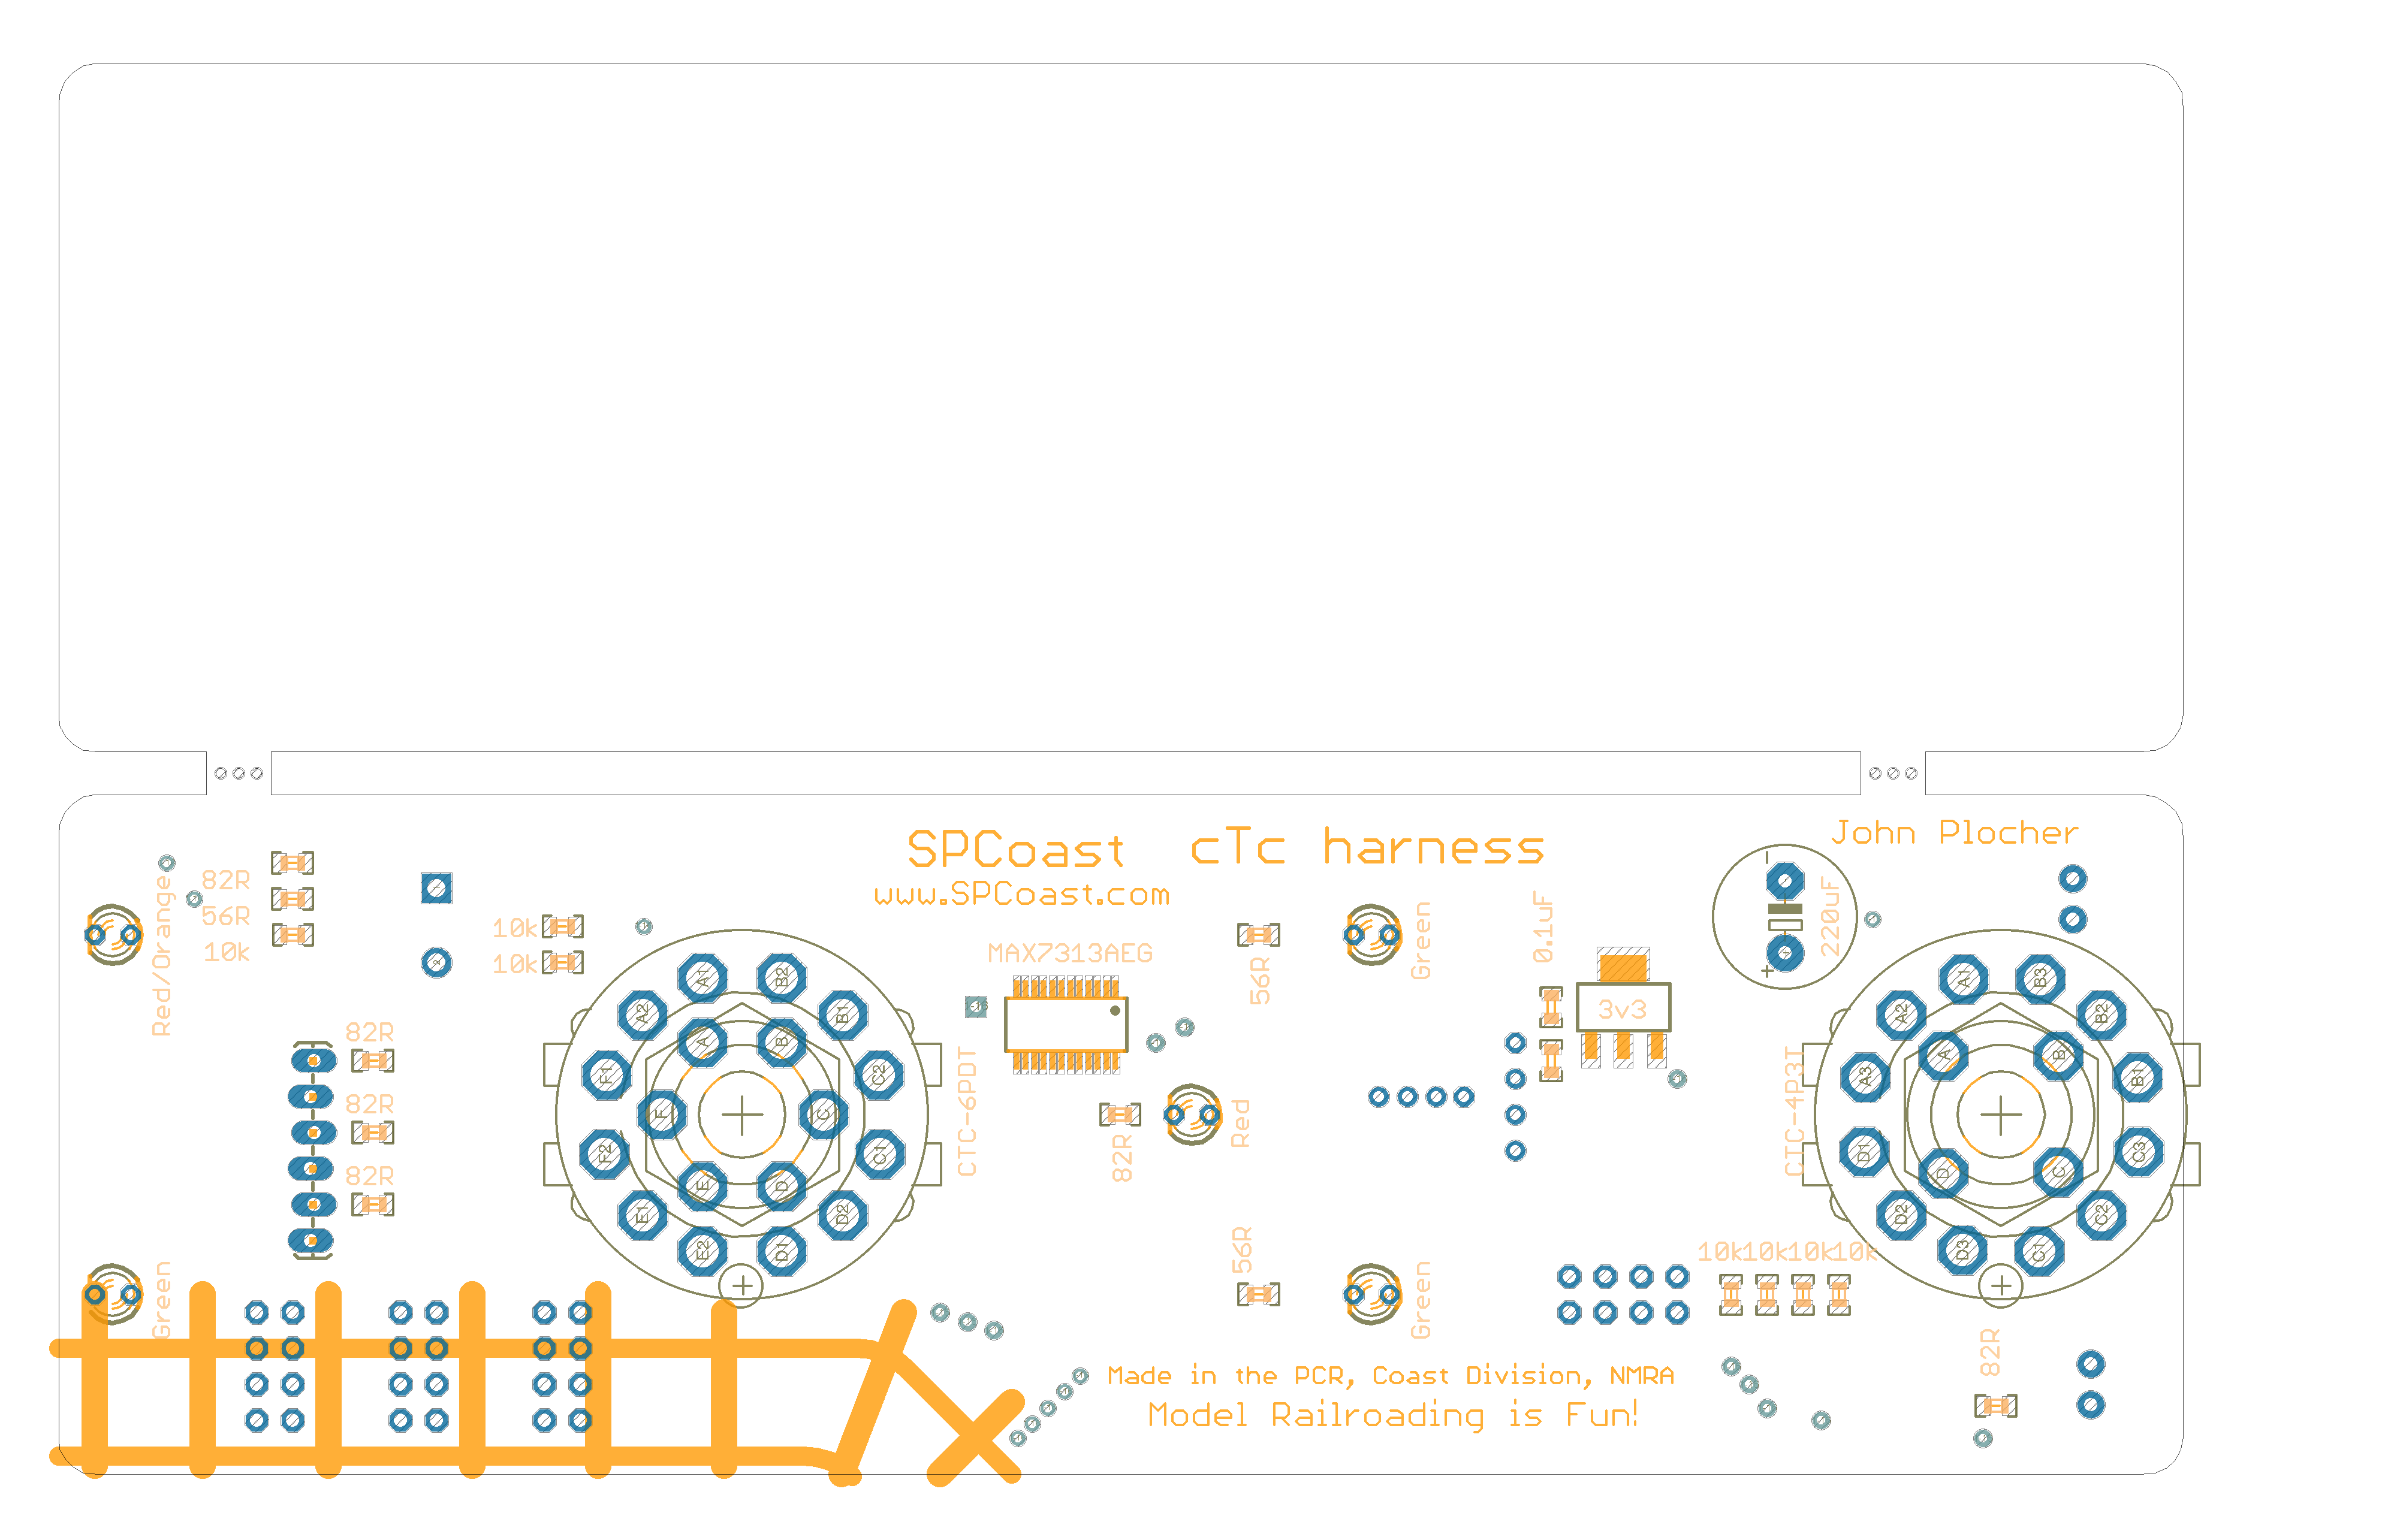 SPCoast cTc harness
www.SPCoast.com
John Plocher
82R
56R
10k
Red/Orange
10k
10k
MAX7313AEG
56R
Green
0.1uF
3v3
220uF
82R
82R
82R
CTC-6PDT
A1
B2
A2
B1
A
B
F1
C2
F
C
F2
C1
E
D
E1
D2
E2
D1
82R
Red
CTC-4P3T
A1
B3
A2
B2
A
B
A3
B1
D1
C3
D
C
D2
C2
D3
C1
56R
Green
Green
10k10k10k10k
82R
Made in the PCR, Coast Division, NMRA
Model Railroading is Fun!
1
2